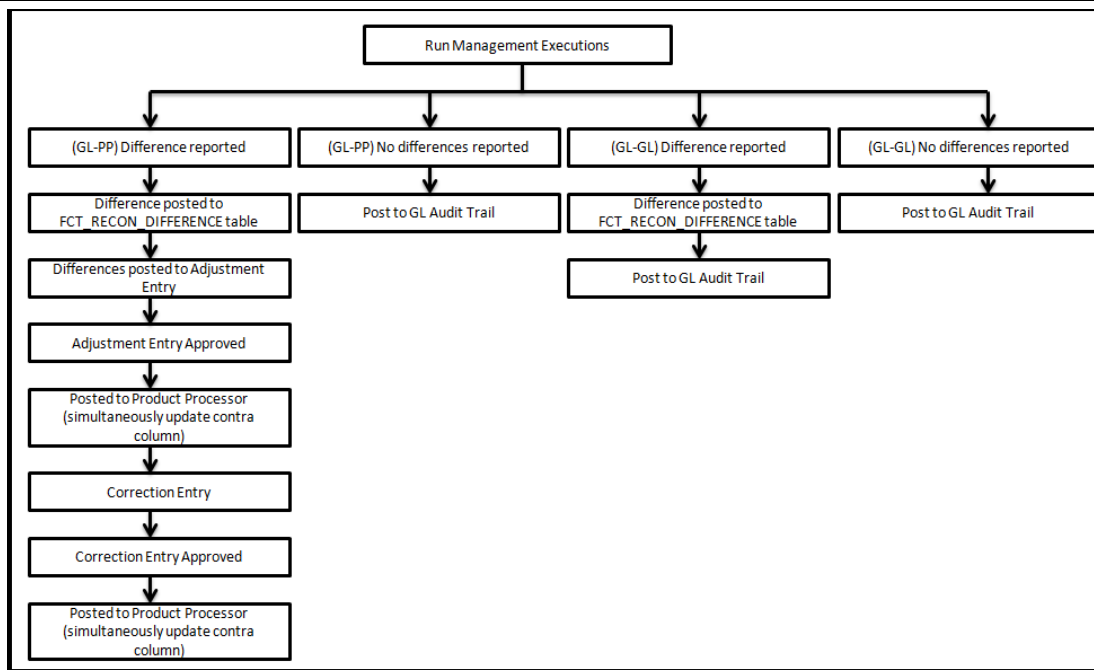 Run Management Executions
(GL-PP) Difference reported
(GL-PP) No differences reported
(GL-GL) Difference reported
(GL-GL) No differences reported
Difference posted to
FCT_RECON_DIFFERENCE table
Post to GL Audit Trail
Difference posted to
FCT_RECON_DIFFERENCE table
Post to GL Audit Trail
Differences posted to Adjustment
Entry
Post to GL Audit Trail
Adjustment Entry Approved
Posted to Product Processor
(simultaneously update contra
column)
Correction Entry
Correction Entry Approved
Posted to Product Processor
(simultaneously update contra
column)